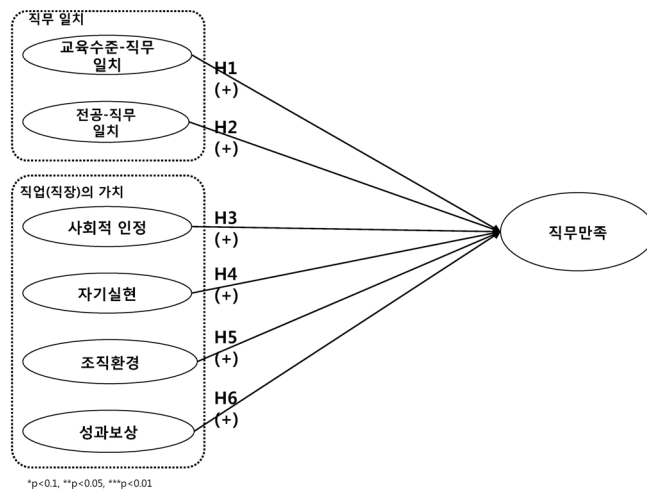 직무 일치
교육수준-직무
일치
H1
(+)
전공-직무
일치
H2
(+)
직업(직장)의 가치
사회적 인정
H3
(+)
직무만족
자기실현
H4
(+)
조직환경
H5
(+)
성과보상
H6
(+)
*p<0.1, **p<0.05, ***p<0.01